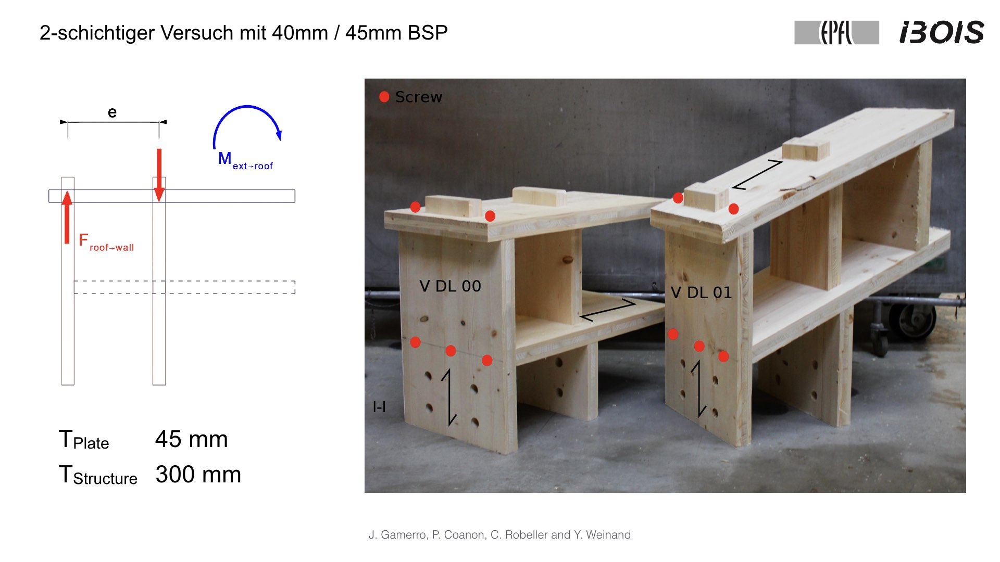 2-schichtiger Versuch mit 40mm / 45mm BSP
EPFL
iBOIS
e
M ext→roof
F roof→wall
Screw
V DL 00
V DL 01
I-I
T Plate 45 mm
T Structure 300 mm
J. Gamerro, P. Coanon, C. Robeller and Y. Weinand